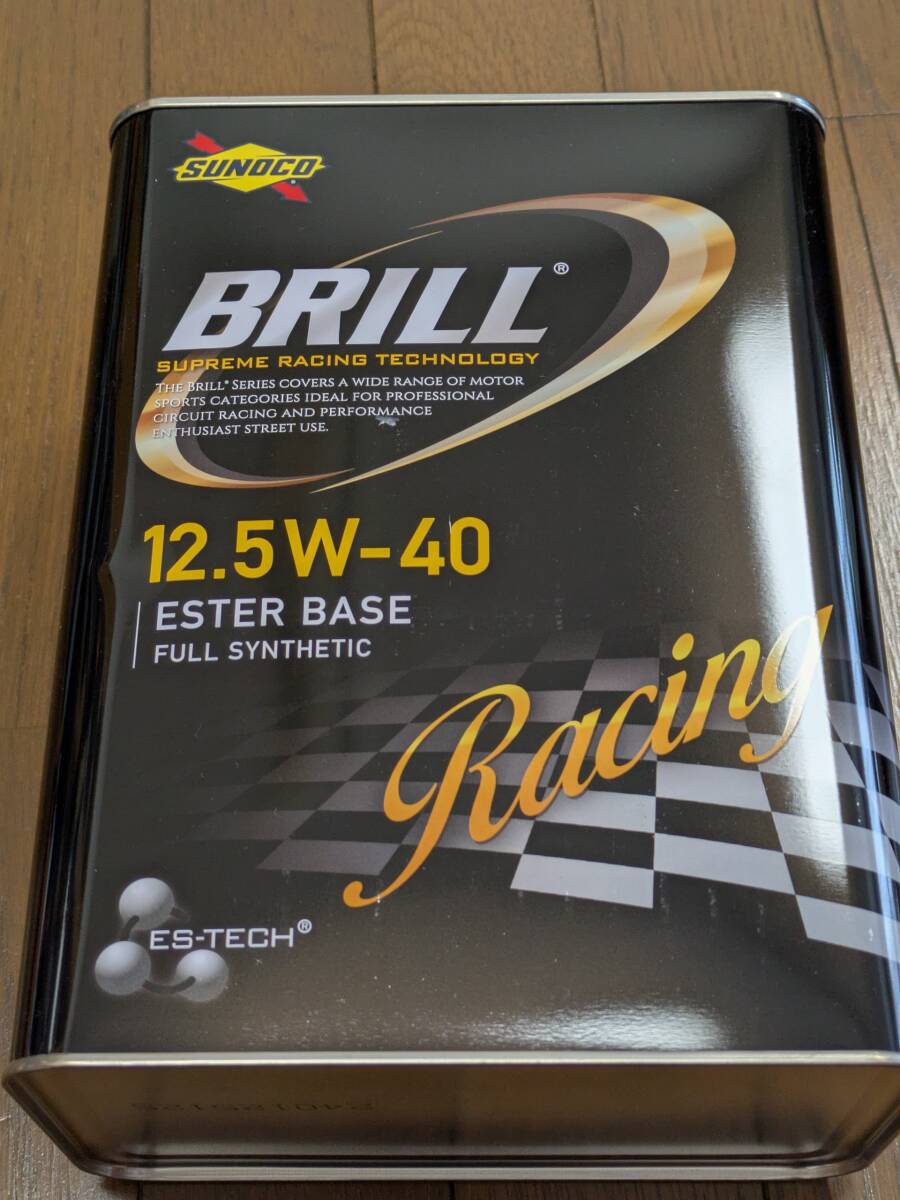 SUNOCO
BRILL®
SUPREME RACING TECHNOLOGY
THE BRILL® SERIES COVERS A WIDE RANGE OF MOTOR
SPORTS CATEGORIES IDEAL FOR PROFESSIONAL
CIRCUIT RACING AND PERFORMANCE
ENTHUSIAST STREET USE.
12.5W-40
ESTER BASE
FULL SYNTHETIC
Racing
ES-TECH®